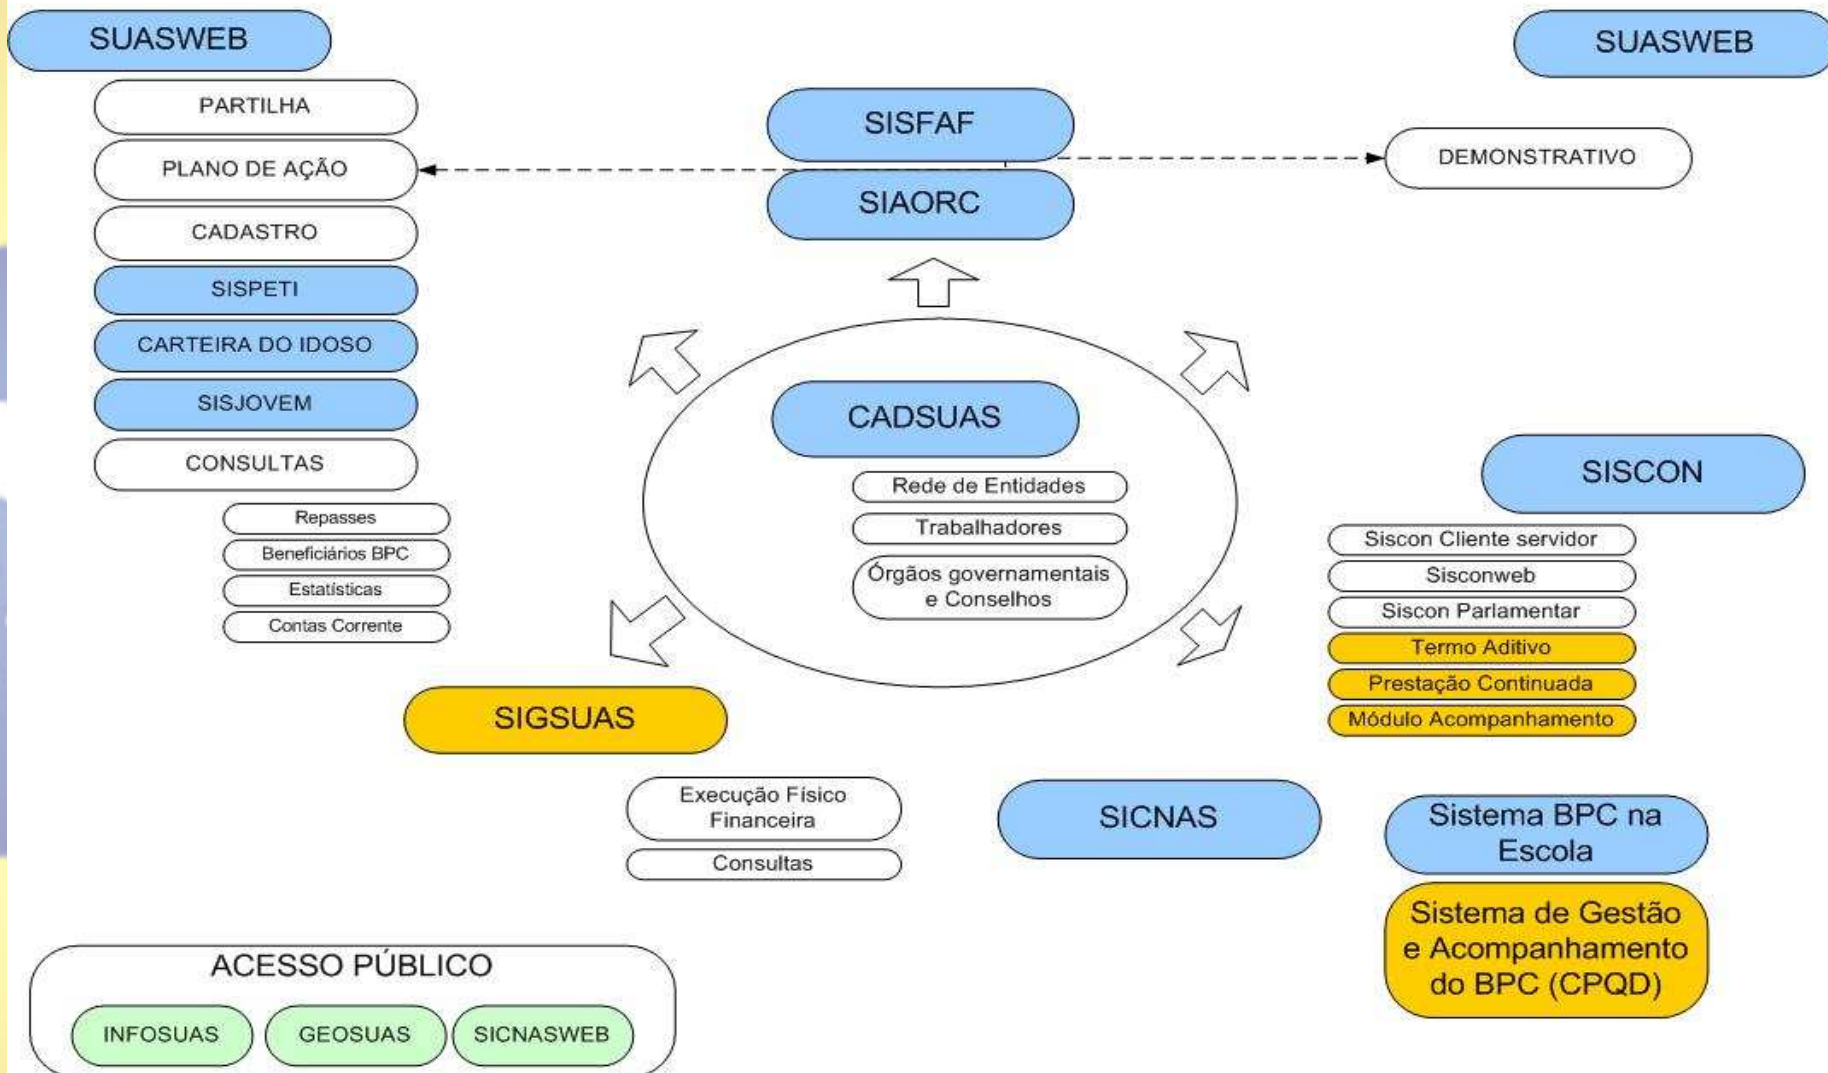 SUASWEB
PARTILHA
PLANO DE AÇÃO
CADASTRO
SISPETI
CARTEIRA DO IDOSO
SISJOVEM
CONSULTAS
Repasses
Beneficiários BPC
Estatísticas
Contas Corrente
SISFAF
SIAORC
SUASWEB
DEMONSTRATIVO
CADSUAS
Rede de Entidades
Trabalhadores
Órgãos governamentais
e Conselhos
SISCON
Siscon Cliente servidor
Sisconweb
Siscon Parlamentar
Termo Aditivo
Prestação Continuada
Módulo Acompanhamento
SIGSUAS
Execução Físico
Financeira
Consultas
SICNAS
Sistema BPC na
Escola
Sistema de Gestão
e Acompanhamento
do BPC (CPQD)
ACESSO PÚBLICO
INFOSUAS
GEOSUAS
SICNASWEB